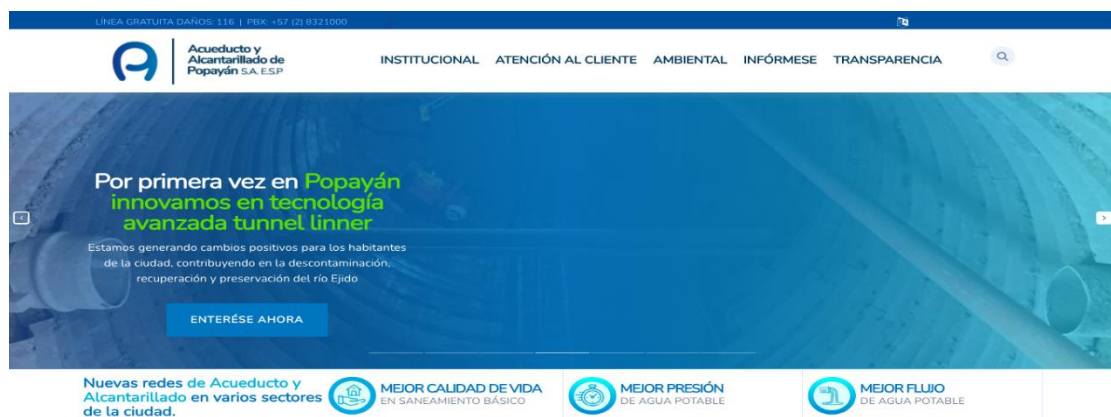 LÍNEA GRATUITA DAÑOS: 116 | PBX: +57 (2) 8321000
Acueducto y
Alcantarillado de
Popayán S.A. E.S.P
INSTITUCIONAL ATENCIÓN AL CLIENTE AMBIENTAL INFÓRMESE TRANSPARENCIA
Por primera vez en Popayán
innovamos en tecnología
avanzada tunnel linner
Estamos generando cambios positivos para los habitantes
de la ciudad, contribuyendo en la descontaminación,
recuperación y preservación del río Ejido
ENTERÉSE AHORA
Nuevas redes de Acueducto y
Alcantarillado en varios sectores
de la ciudad.
MEJOR CALIDAD DE VIDA
EN SANEAMIENTO BÁSICO
MEJOR PRESIÓN
DE AGUA POTABLE
MEJOR FLUJO
DE AGUA POTABLE